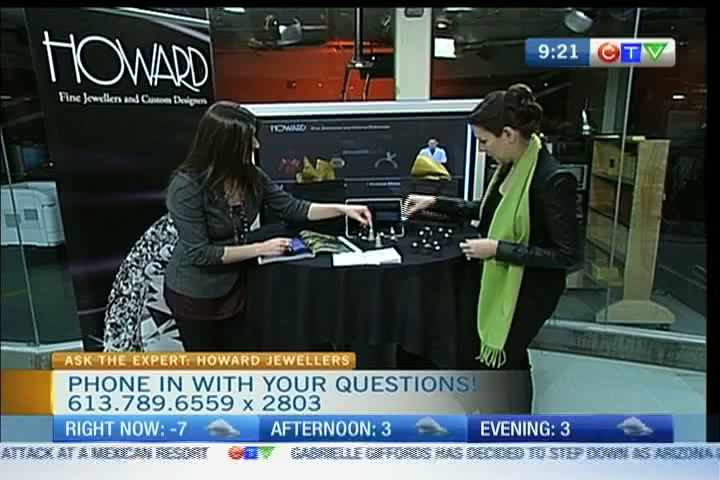 HOWARD
Fine Jewellers and Custom Designers
9:21 CTV
HOWARD
ASK THE EXPERT: HOWARD JEWELLERS
PHONE IN WITH YOUR QUESTIONS!
613.789.6559 x 2803
RIGHT NOW: -7 AFTERNOON: 3 EVENING: 3
ATTACK AT A MEXICAN RESORT CTV GABRIELLE GIFFORDS HAS DECIDED TO STEP DOWN AS ARIZONA